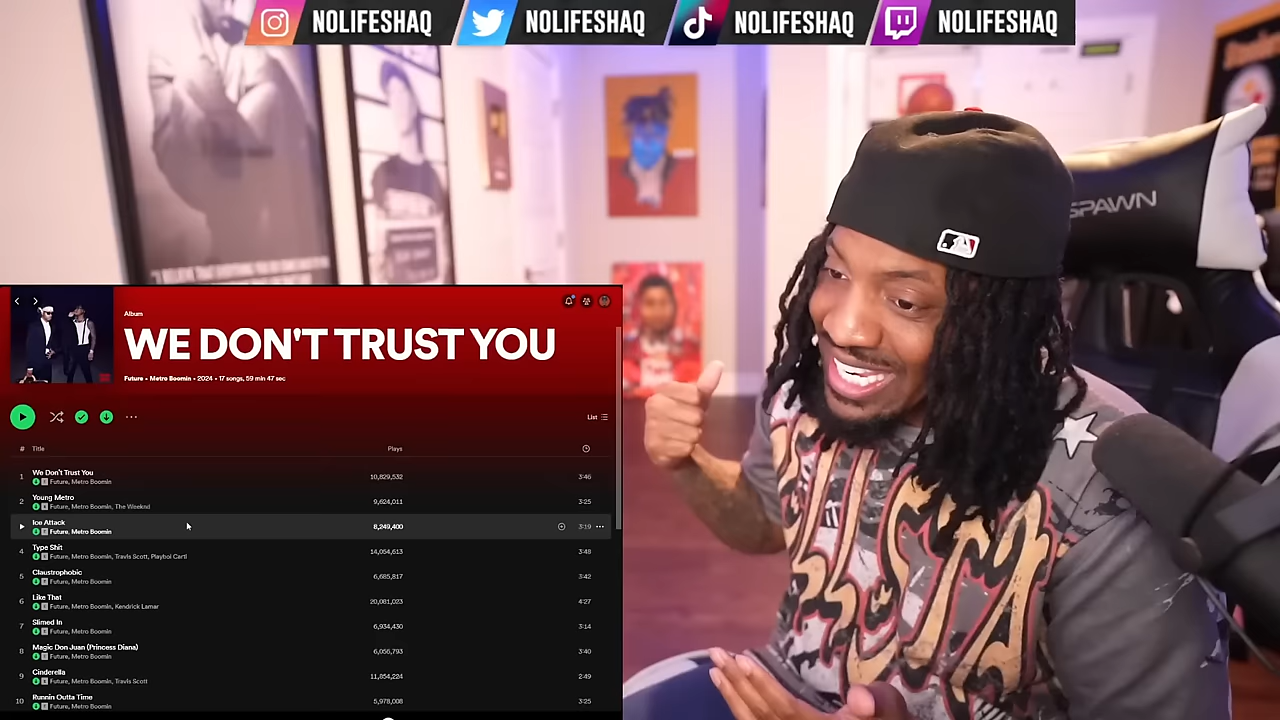 NOLIFESHAQ NOLIFESHAQ NOLIFESHAQ NOLIFESHAQ
SPAWN
Album
WE DON'T TRUST YOU
Future • Metro Boomin • 2024 • 17 songs, 59 min 47 sec
List
# Title Plays
1 We Don't Trust You 10,829,532 3:46
Future, Metro Boomin
2 Young Metro 9,624,011 3:25
Future, Metro Boomin, The Weeknd
Ice Attack 8,249,400 3:19
Future, Metro Boomin
4 Type Shit 14,054,613 3:48
Future, Metro Boomin, Travis Scott, Playboi Carti
5 Claustrophobic 6,685,817 3:42
Future, Metro Boomin
6 Like That 20,081,023 4:27
Future, Metro Boomin, Kendrick Lamar
7 Slimed In 6,934,430 3:14
Future, Metro Boomin
8 Magic Don Juan (Princess Diana) 6,056,793 3:40
Future, Metro Boomin
9 Cinderella 11,854,224 2:49
Future, Metro Boomin, Travis Scott
10 Runnin Outta Time 5,978,008 3:25
Future, Metro Boomin